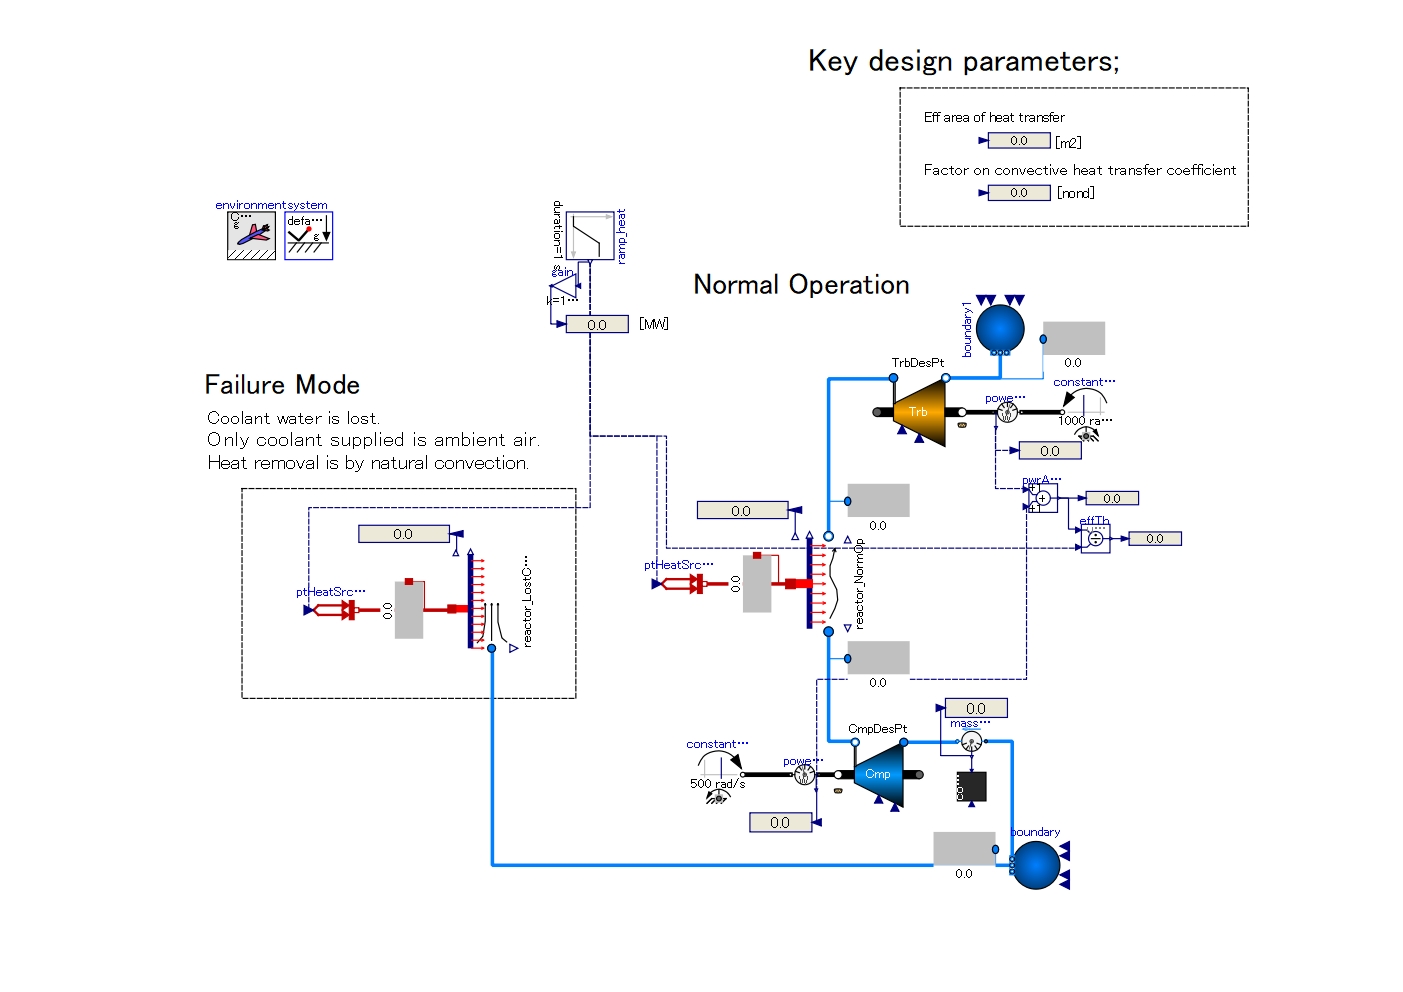 Key design parameters;
Eff area of heat transfer
0.0 [m2]
Factor on convective heat transfer coefficient
0.0 [nond]
environment
system
C…
g
defa…
g
duration=1 s
ramp_heat
gain
k=1…
0.0 [MW]
Normal Operation
boundary1
0.0
TrbDesPt
Trb
powe…
constant…
1000 ra…
0.0
pwrA…
+1
+
+1
0.0
effTh
÷
0.0
Failure Mode
Coolant water is lost.
Only coolant supplied is ambient air.
Heat removal is by natural convection.
0.0
ptHeatSrc…
0.0
reactor_LostC…
0.0
0.0
ptHeatSrc…
0.0
reactor_NormOp
0.0
0.0
mass…
CmpDesPt
Cmp
constant…
500 rad/s
powe…
0.0
co…
boundary
0.0